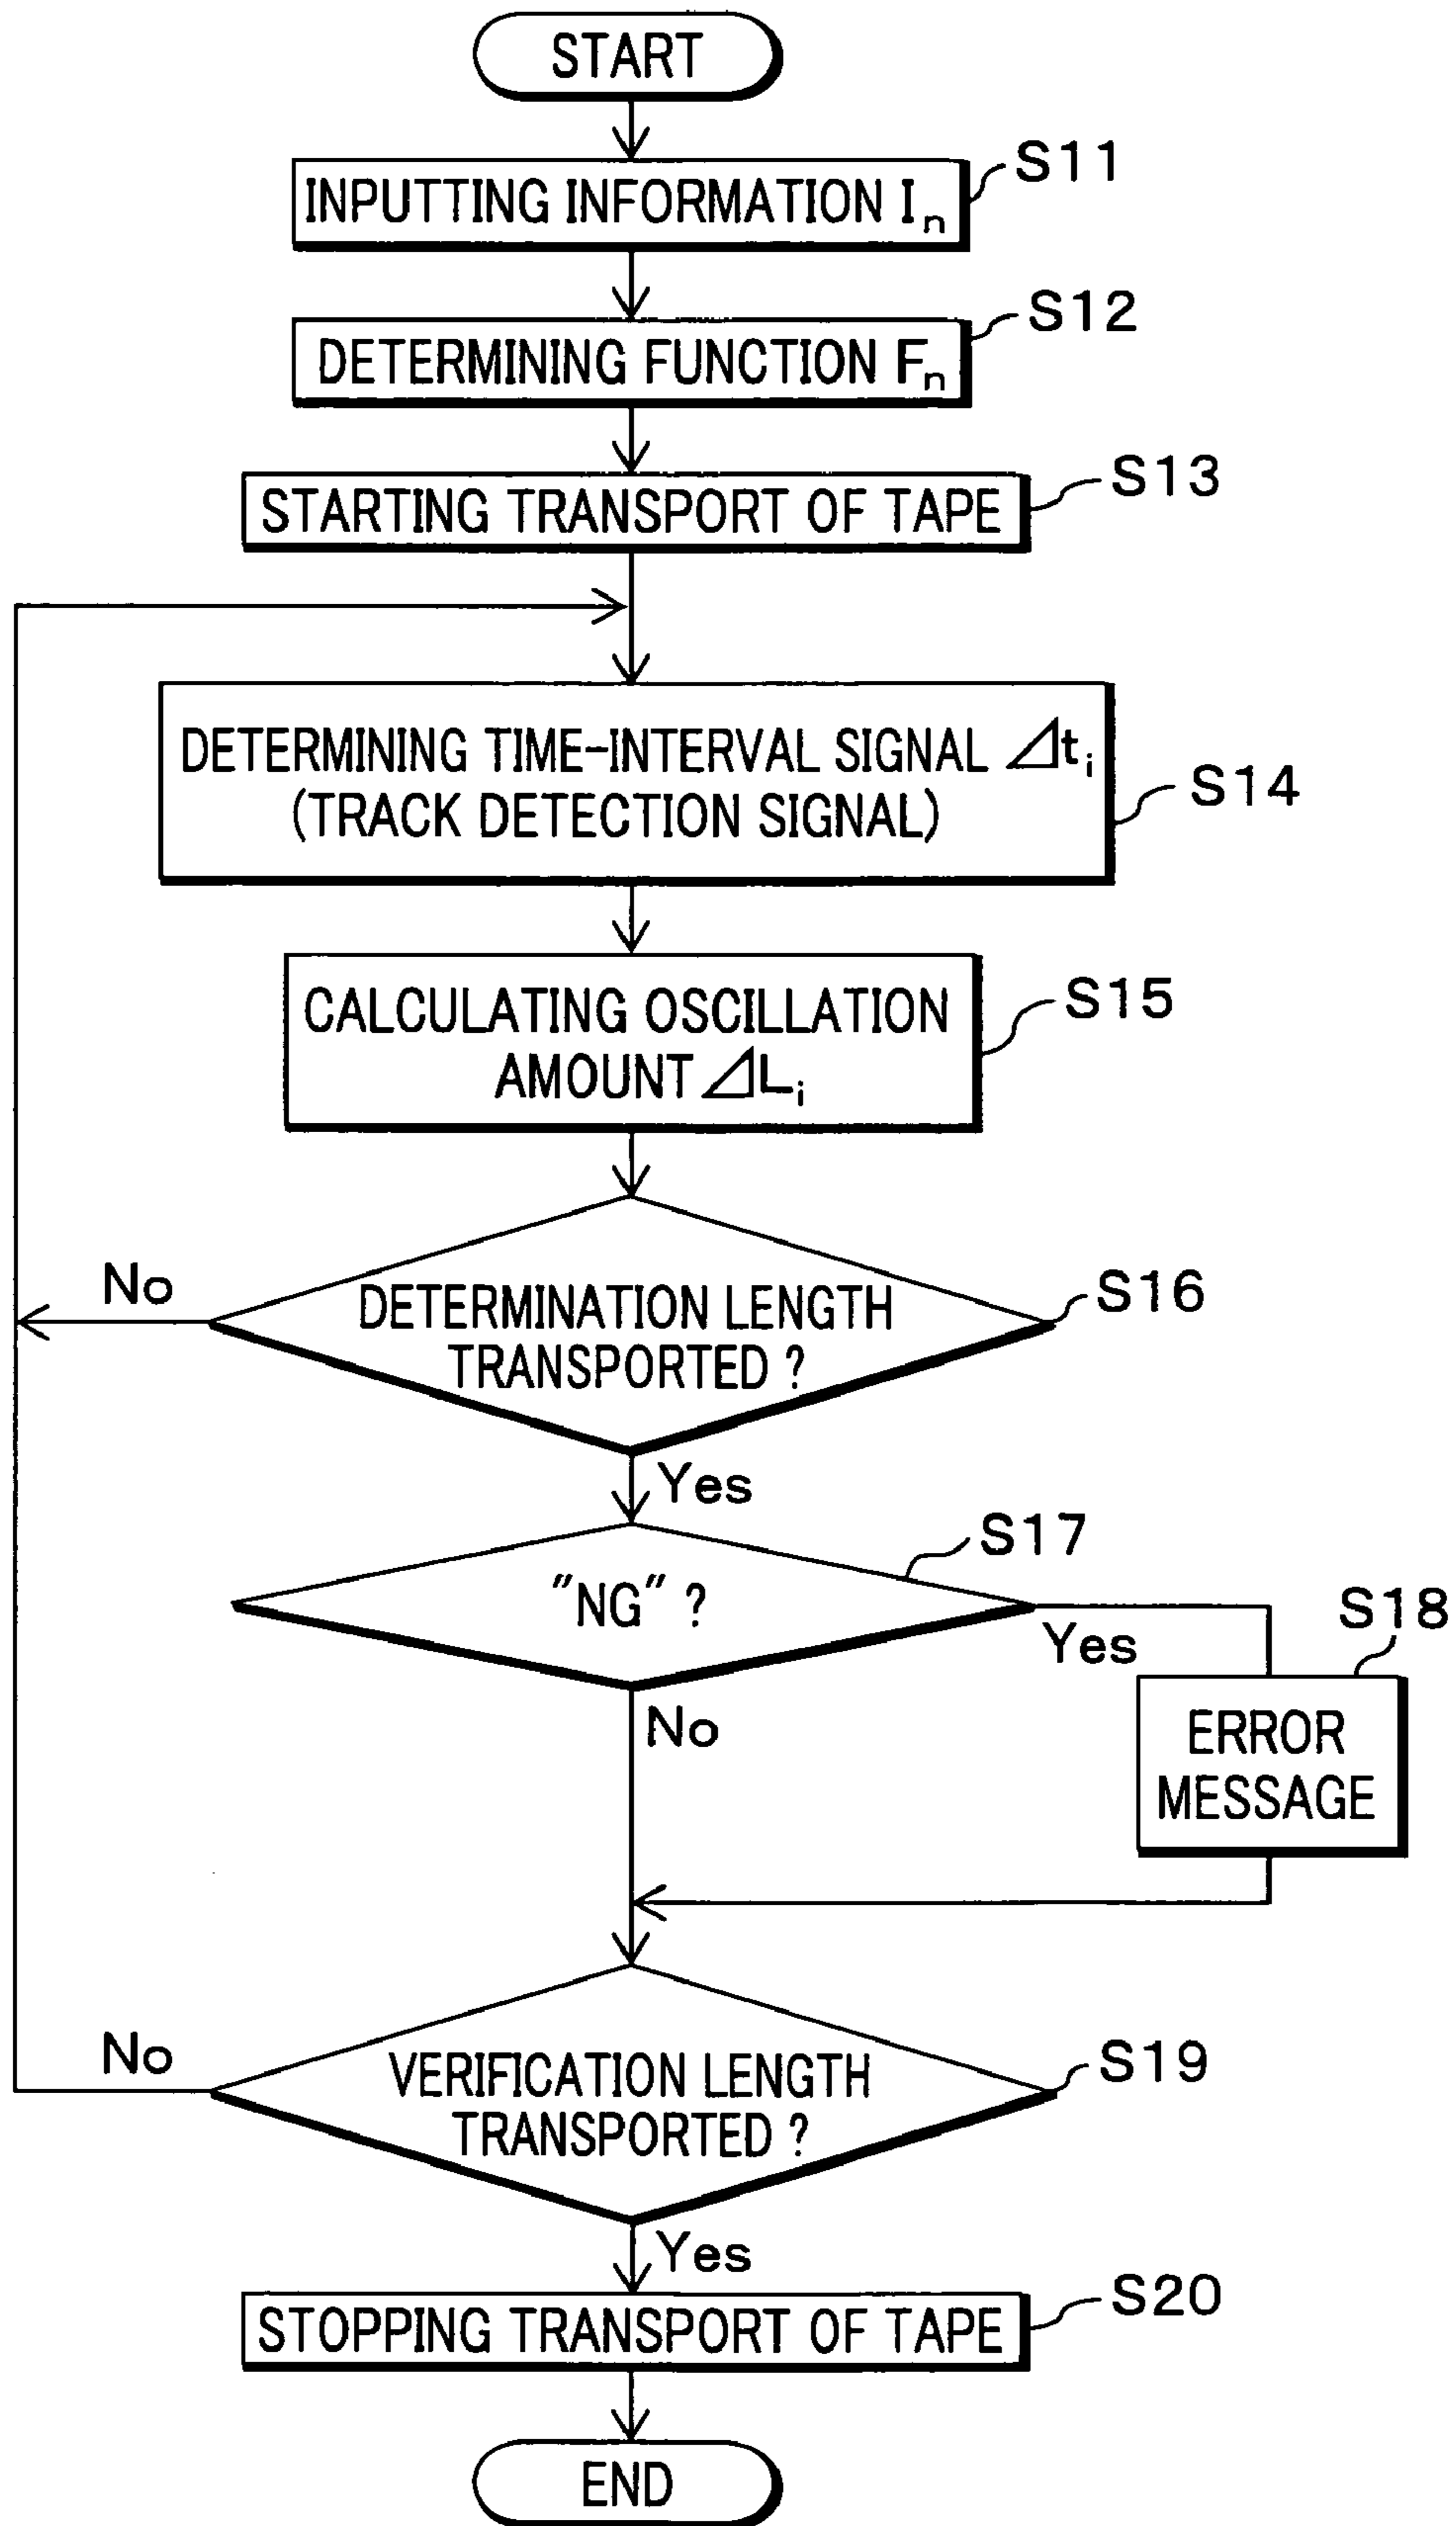 START
INPUTTING INFORMATION Iₙ
S11
DETERMINING FUNCTION Fₙ
S12
STARTING TRANSPORT OF TAPE
S13
DETERMINING TIME-INTERVAL SIGNAL ⊿tᵢ
(TRACK DETECTION SIGNAL)
S14
CALCULATING OSCILLATION
AMOUNT ⊿Lᵢ
S15
No
DETERMINATION LENGTH
TRANSPORTED ?
S16
Yes
"NG" ?
S17
Yes
S18
ERROR
MESSAGE
No
No
VERIFICATION LENGTH
TRANSPORTED ?
S19
Yes
STOPPING TRANSPORT OF TAPE
S20
END